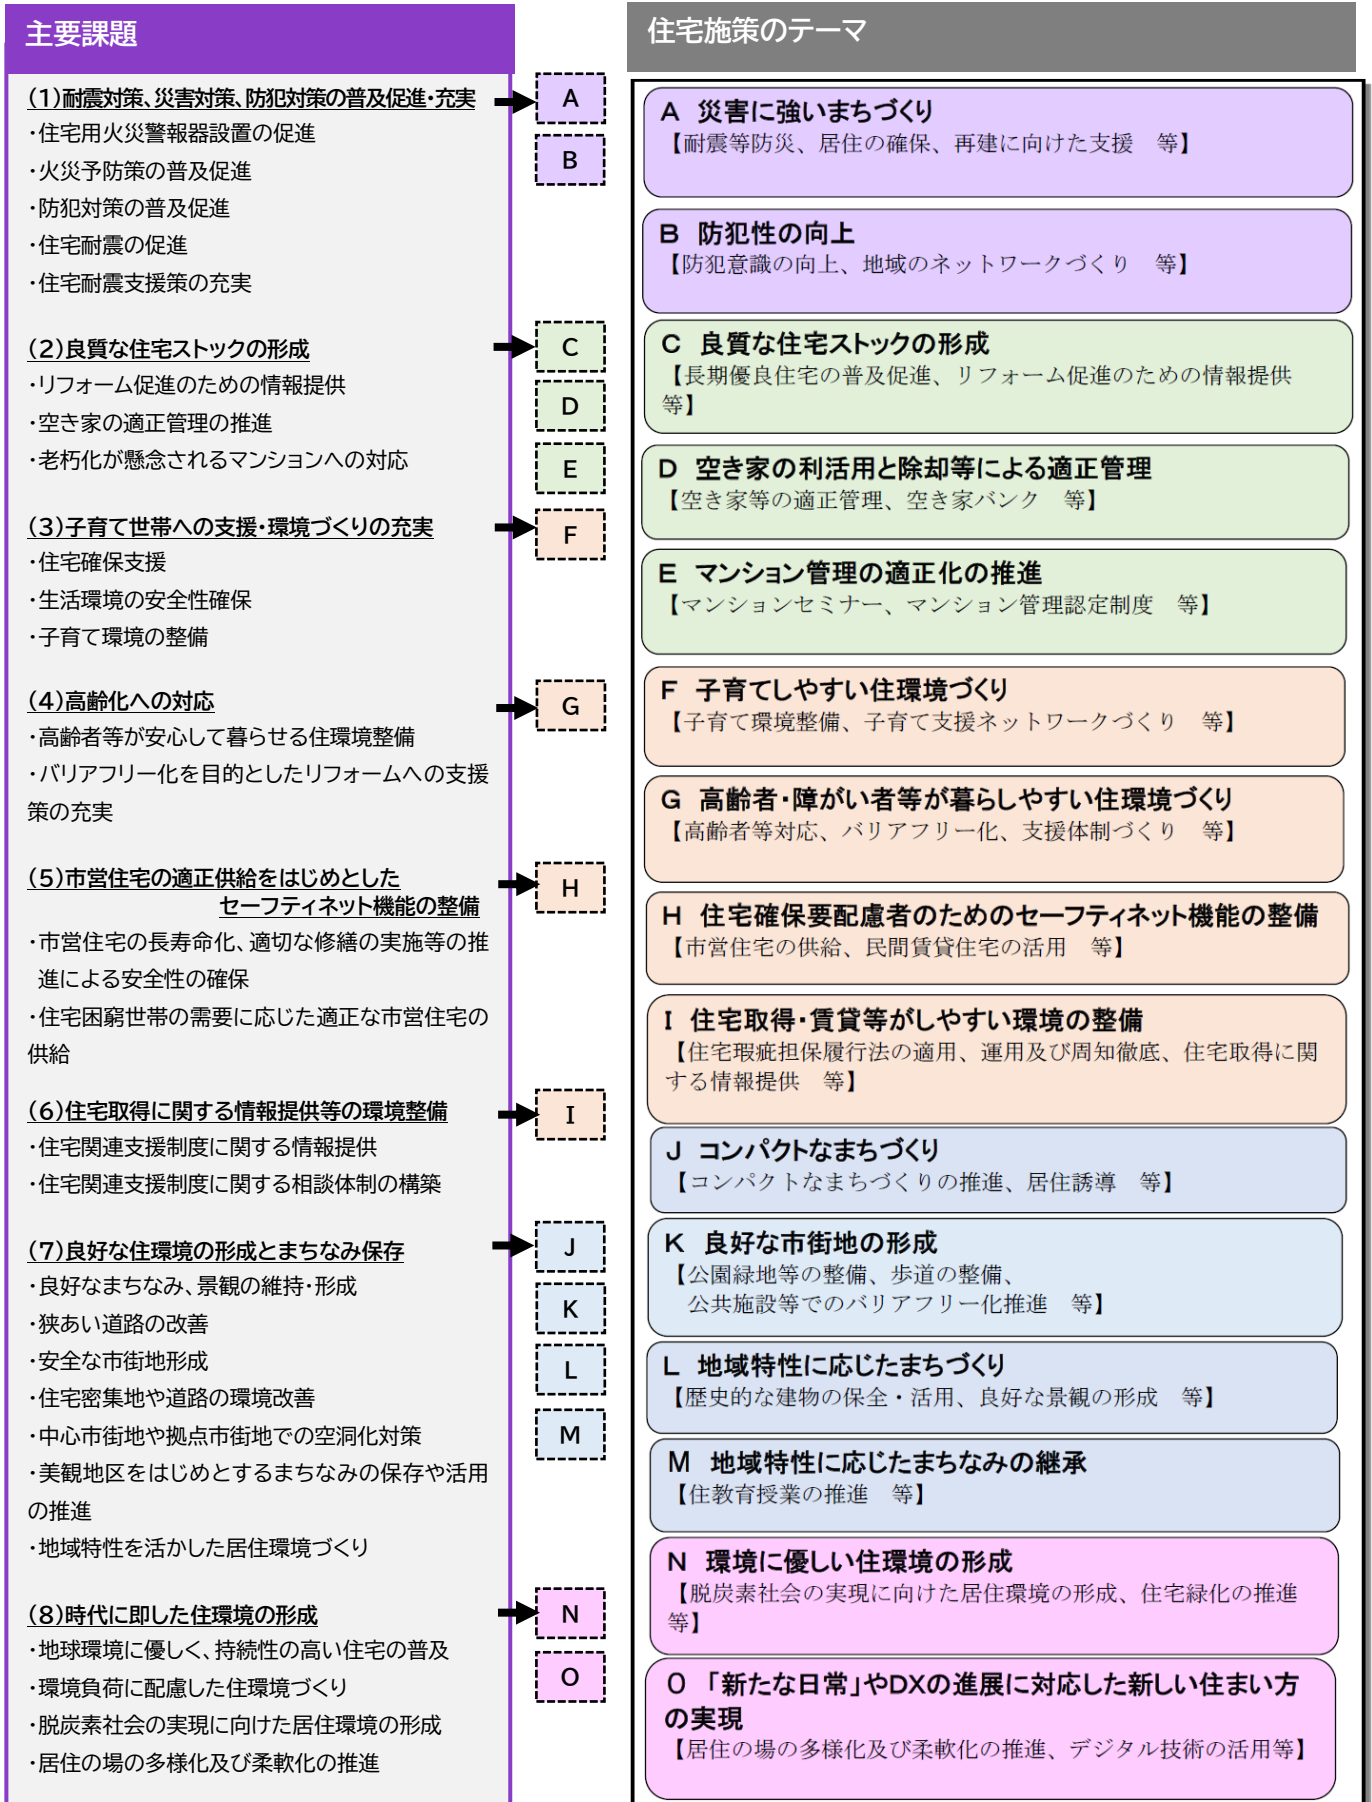 主要課題
(1)耐震対策、災害対策、防犯対策の普及促進・充実
・住宅用火災警報器設置の促進
・火災予防策の普及促進
・防犯対策の普及促進
・住宅耐震の促進
・住宅耐震支援策の充実
(2)良質な住宅ストックの形成
・リフォーム促進のための情報提供
・空き家の適正管理の推進
・老朽化が懸念されるマンションへの対応
(3)子育て世帯への支援・環境づくりの充実
・住宅確保支援
・生活環境の安全性確保
・子育て環境の整備
(4)高齢化への対応
・高齢者等が安心して暮らせる住環境整備
・バリアフリー化を目的としたリフォームへの支援
策の充実
(5)市営住宅の適正供給をはじめとした
セーフティネット機能の整備
・市営住宅の長寿命化、適切な修繕の実施等の推
進による安全性の確保
・住宅困窮世帯の需要に応じた適正な市営住宅の
供給
(6)住宅取得に関する情報提供等の環境整備
・住宅関連支援制度に関する情報提供
・住宅関連支援制度に関する相談体制の構築
(7)良好な住環境の形成とまちなみ保存
・良好なまちなみ、景観の維持・形成
・狭あい道路の改善
・安全な市街地形成
・住宅密集地や道路の環境改善
・中心市街地や拠点市街地での空洞化対策
・美観地区をはじめとするまちなみの保存や活用
の推進
・地域特性を活かした居住環境づくり
(8)時代に即した住環境の形成
・地球環境に優しく、持続性の高い住宅の普及
・環境負荷に配慮した住環境づくり
・脱炭素社会の実現に向けた居住環境の形成
・居住の場の多様化及び柔軟化の推進
A
B
C
D
E
F
G
H
I
J
K
L
M
N
O
住宅施策のテーマ
A 災害に強いまちづくり
【耐震等防災、居住の確保、再建に向けた支援　等】
B 防犯性の向上
【防犯意識の向上、地域のネットワークづくり　等】
C 良質な住宅ストックの形成
【長期優良住宅の普及促進、リフォーム促進のための情報提供
等】
D 空き家の利活用と除却等による適正管理
【空き家等の適正管理、空き家バンク　等】
E マンション管理の適正化の推進
【マンションセミナー、マンション管理認定制度　等】
F 子育てしやすい住環境づくり
【子育て環境整備、子育て支援ネットワークづくり　等】
G 高齢者・障がい者等が暮らしやすい住環境づくり
【高齢者等対応、バリアフリー化、支援体制づくり　等】
H 住宅確保要配慮者のためのセーフティネット機能の整備
【市営住宅の供給、民間賃貸住宅の活用　等】
I 住宅取得・賃貸等がしやすい環境の整備
【住宅瑕疵担保履行法の適用、運用及び周知徹底、住宅取得に関
する情報提供　等】
J コンパクトなまちづくり
【コンパクトなまちづくりの推進、居住誘導　等】
K 良好な市街地の形成
【公園緑地等の整備、歩道の整備、
公共施設等でのバリアフリー化推進　等】
L 地域特性に応じたまちづくり
【歴史的な建物の保全・活用、良好な景観の形成　等】
M 地域特性に応じたまちなみの継承
【住教育授業の推進　等】
N 環境に優しい住環境の形成
【脱炭素社会の実現に向けた居住環境の形成、住宅緑化の推進
等】
O 「新たな日常」やDXの進展に対応した新しい住まい方
の実現
【居住の場の多様化及び柔軟化の推進、デジタル技術の活用等】